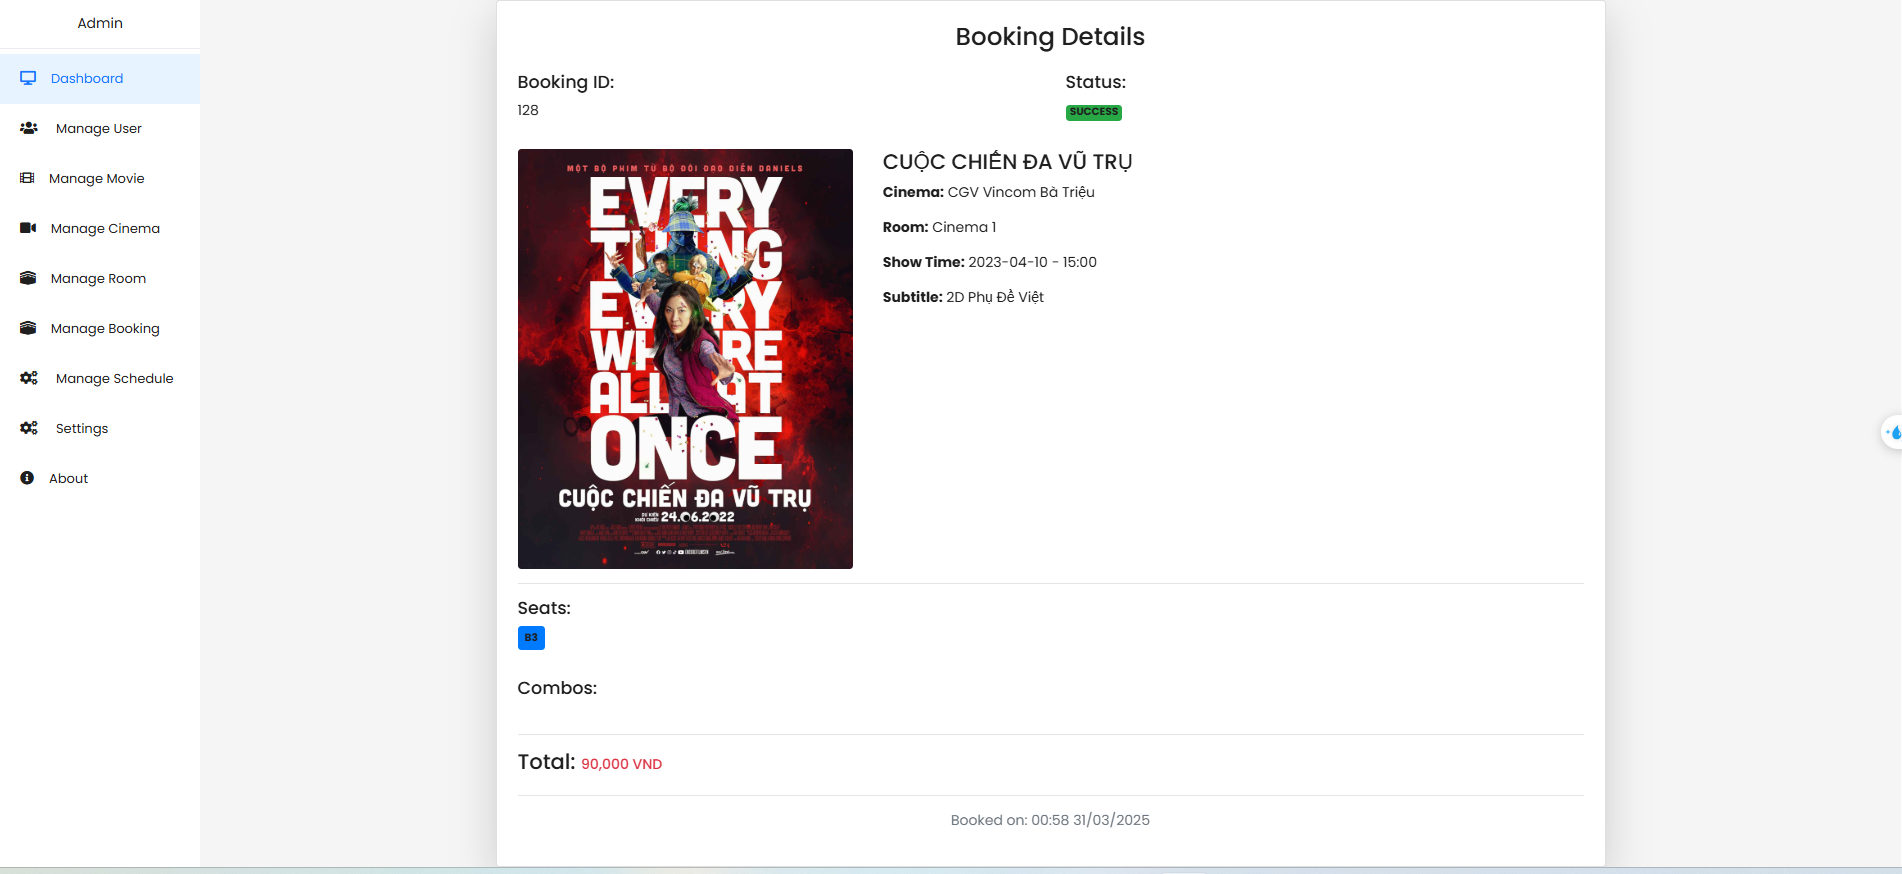 Admin
Dashboard
Manage User
Manage Movie
Manage Cinema
Manage Room
Manage Booking
Manage Schedule
Settings
About
Booking Details
Booking ID:
128
Status:
SUCCESS
MỘT BỘ PHIM TỪ BỘ ĐÔI ĐẠO DIỄN DANIELS
EVERY
THING
EVERY
WHERE
ALL AT
ONCE
CUỘC CHIẾN ĐA VŨ TRỤ
DỰ KIẾN
KHỞI CHIẾU 24.06.2022
CUỘC CHIẾN ĐA VŨ TRỤ
Cinema: CGV Vincom Bà Triệu
Room: Cinema 1
Show Time: 2023-04-10 - 15:00
Subtitle: 2D Phụ Đề Việt
Seats:
B3
Combos:
Total: 90,000 VND
Booked on: 00:58 31/03/2025